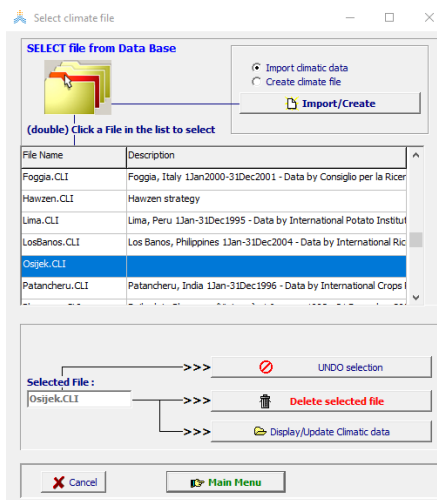 Select climate file
SELECT file from Data Base
Import climatic data
Create climate file
Import/Create
(double) Click a File in the list to select
File Name Description
Foggia.CLI Foggia, Italy 1Jan2000-31Dec2001 - Data by Consiglio per la Ricer
Hawzen.CLI Hawzen strategy
Lima.CLI Lima, Peru 1Jan-31Dec1995 - Data by International Potato Institut
LosBanos.CLI Los Banos, Philippines 1Jan-31Dec2004 - Data by International Ric
Osijek.CLI
Patancheru.CLI Patancheru, India 1Jan-31Dec1996 - Data by International Crops
>>> UNDO selection
Selected File :
Osijek.CLI >>> Delete selected file
>>> Display/Update Climatic data
Cancel Main Menu